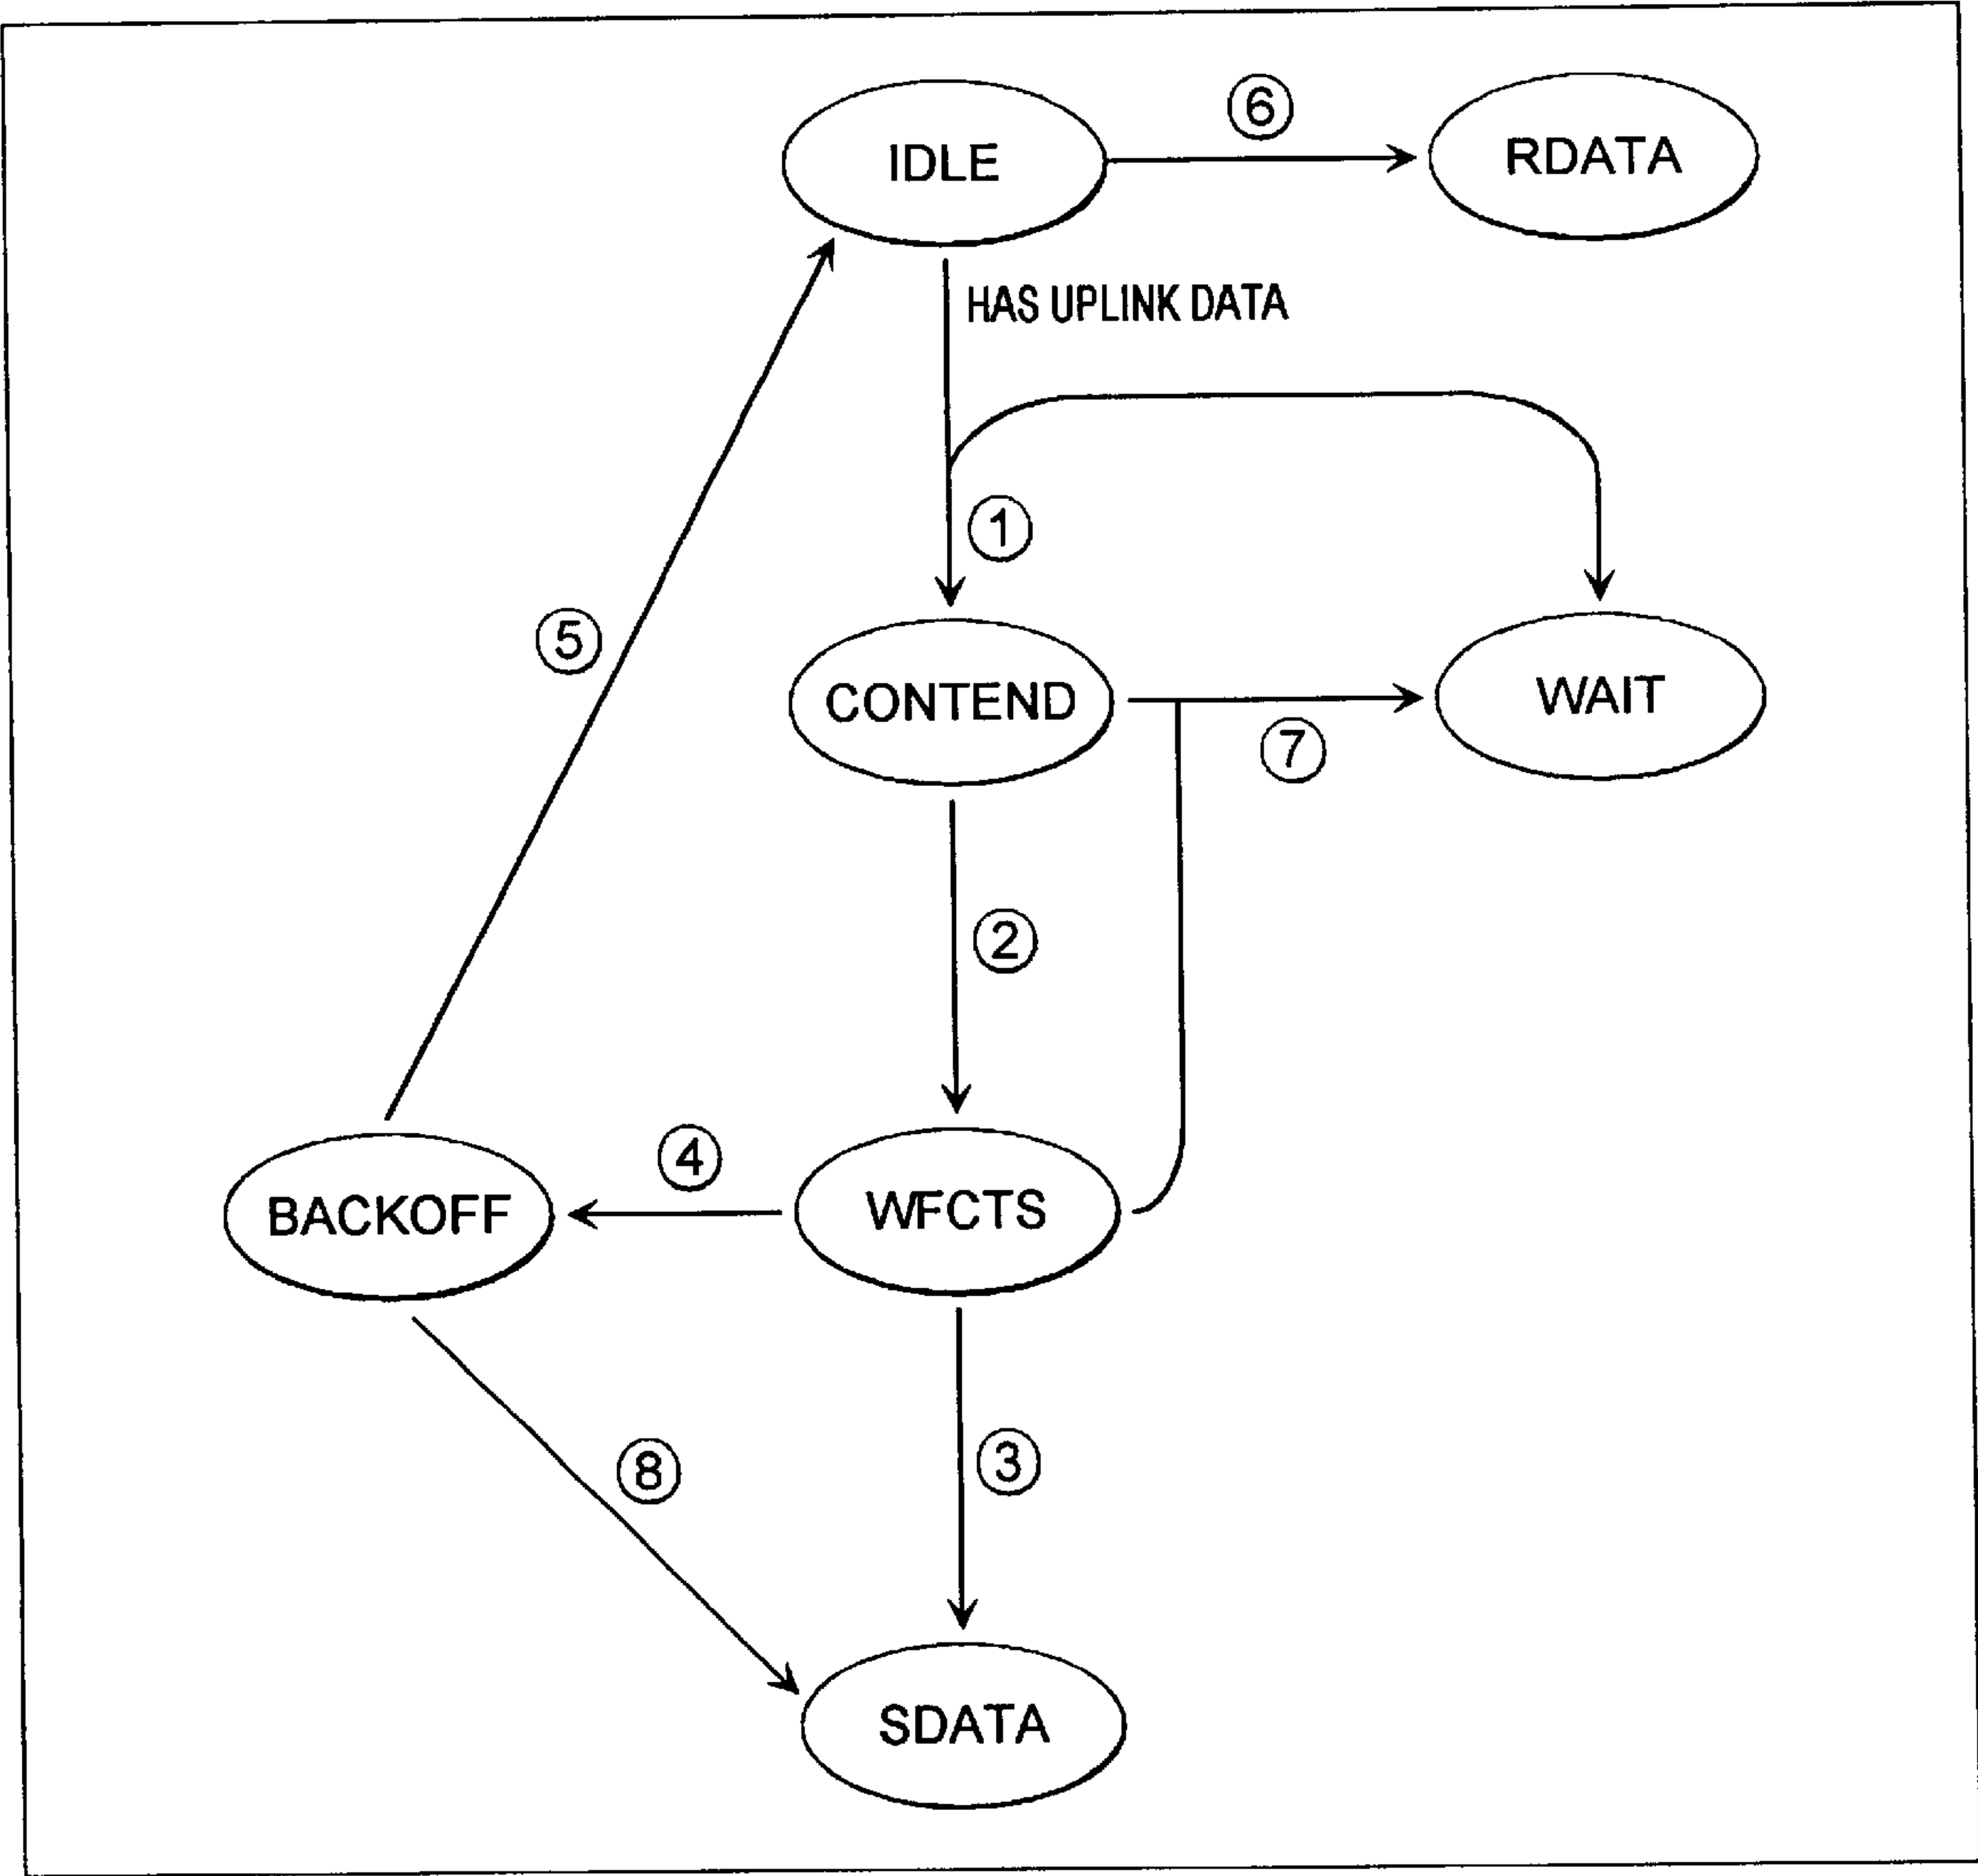 ⑥
IDLE
RDATA
HAS UPLINK DATA
①
⑤
CONTEND
WAIT
⑦
②
④
BACKOFF
WFCTS
③
⑧
SDATA